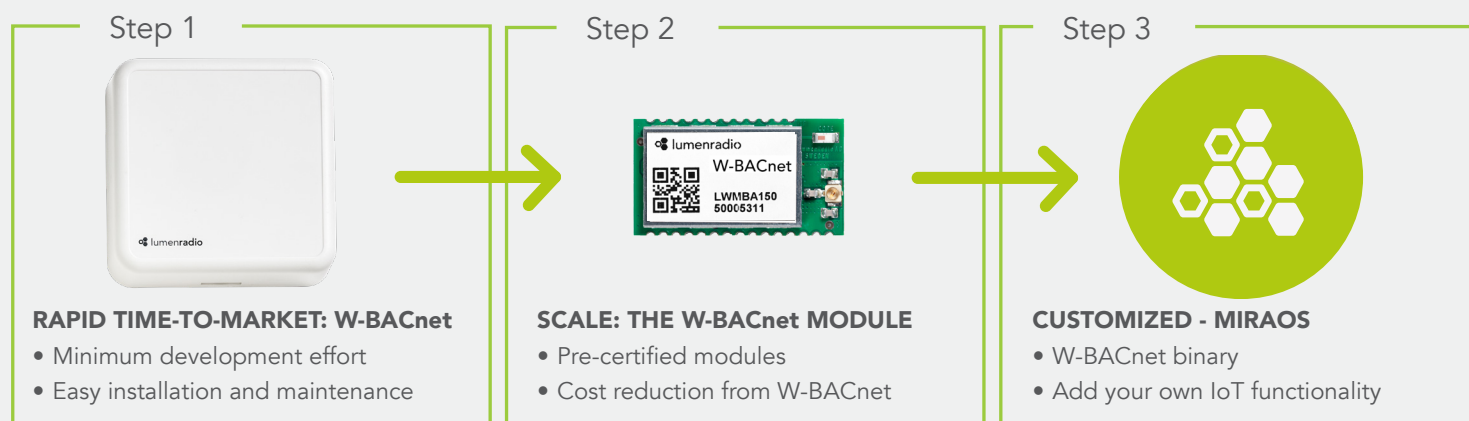 Step 1
lumenradio
RAPID TIME-TO-MARKET: W-BACnet
• Minimum development effort
• Easy installation and maintenance
Step 2
lumenradio
W-BACnet
LWMBA150
50005311
SCALE: THE W-BACnet MODULE
• Pre-certified modules
• Cost reduction from W-BACnet
Step 3
CUSTOMIZED - MIRAOS
• W-BACnet binary
• Add your own IoT functionality